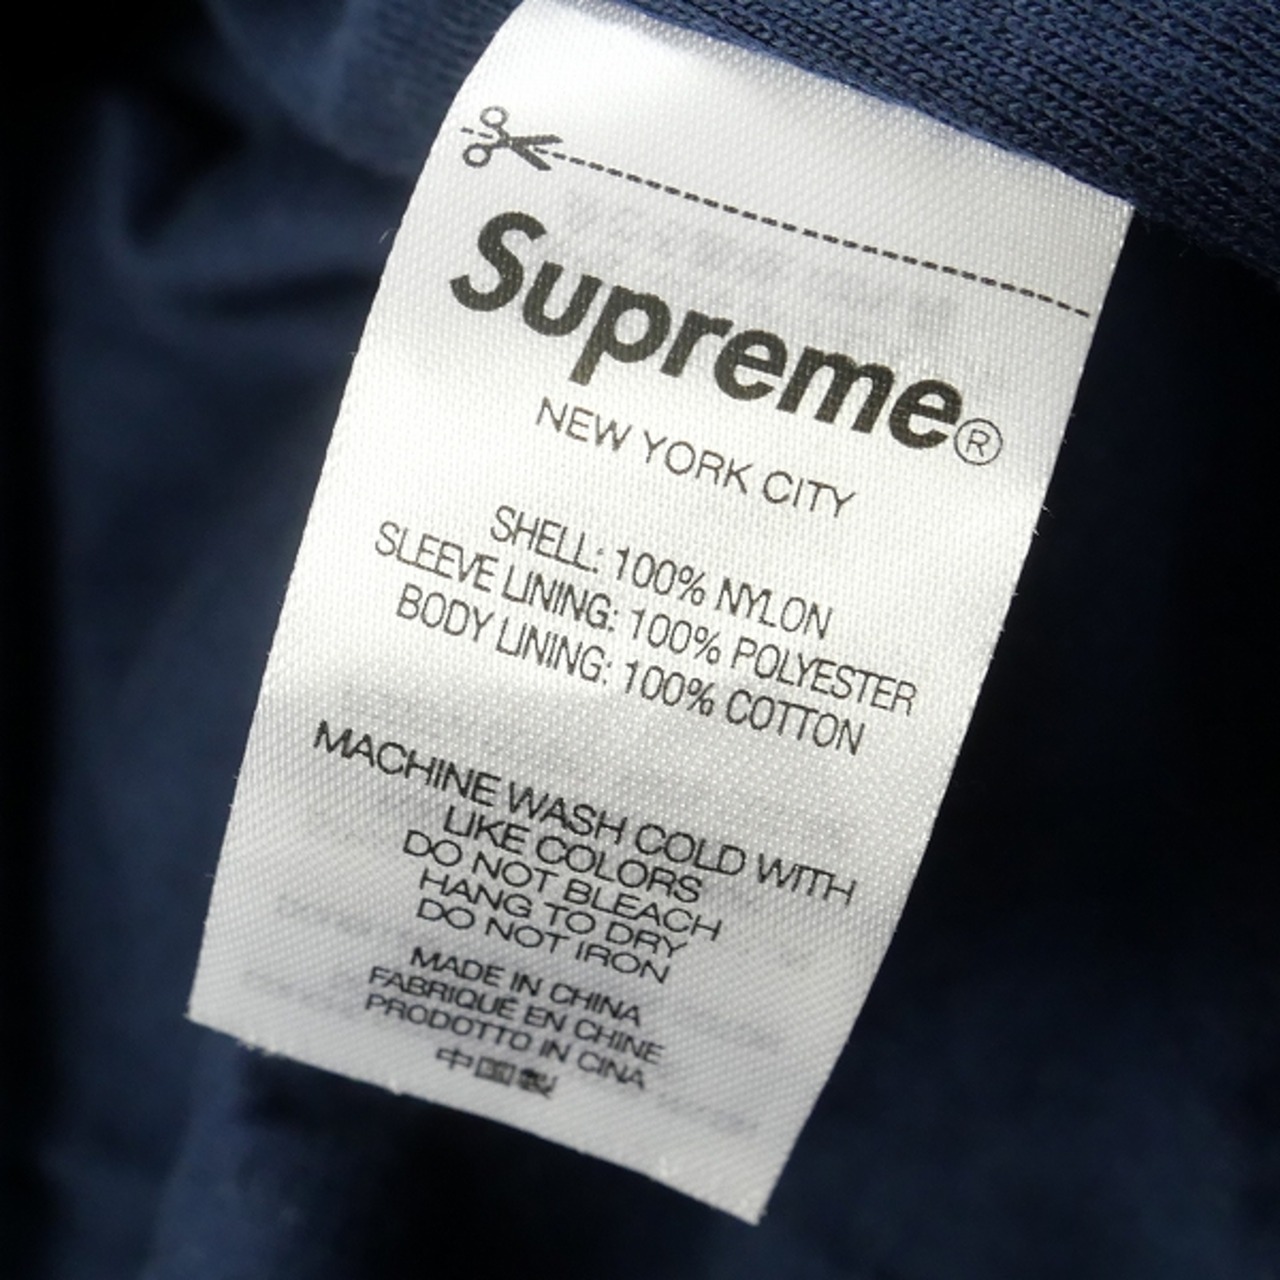 Supreme®
NEW YORK CITY
SHELL: 100% NYLON
SLEEVE LINING: 100% POLYESTER
BODY LINING: 100% COTTON
MACHINE WASH COLD WITH
LIKE COLORS
DO NOT BLEACH
HANG TO DRY
DO NOT IRON
MADE IN CHINA
FABRIQUÉ EN CHINE
PRODOTTO IN CINA
中国製